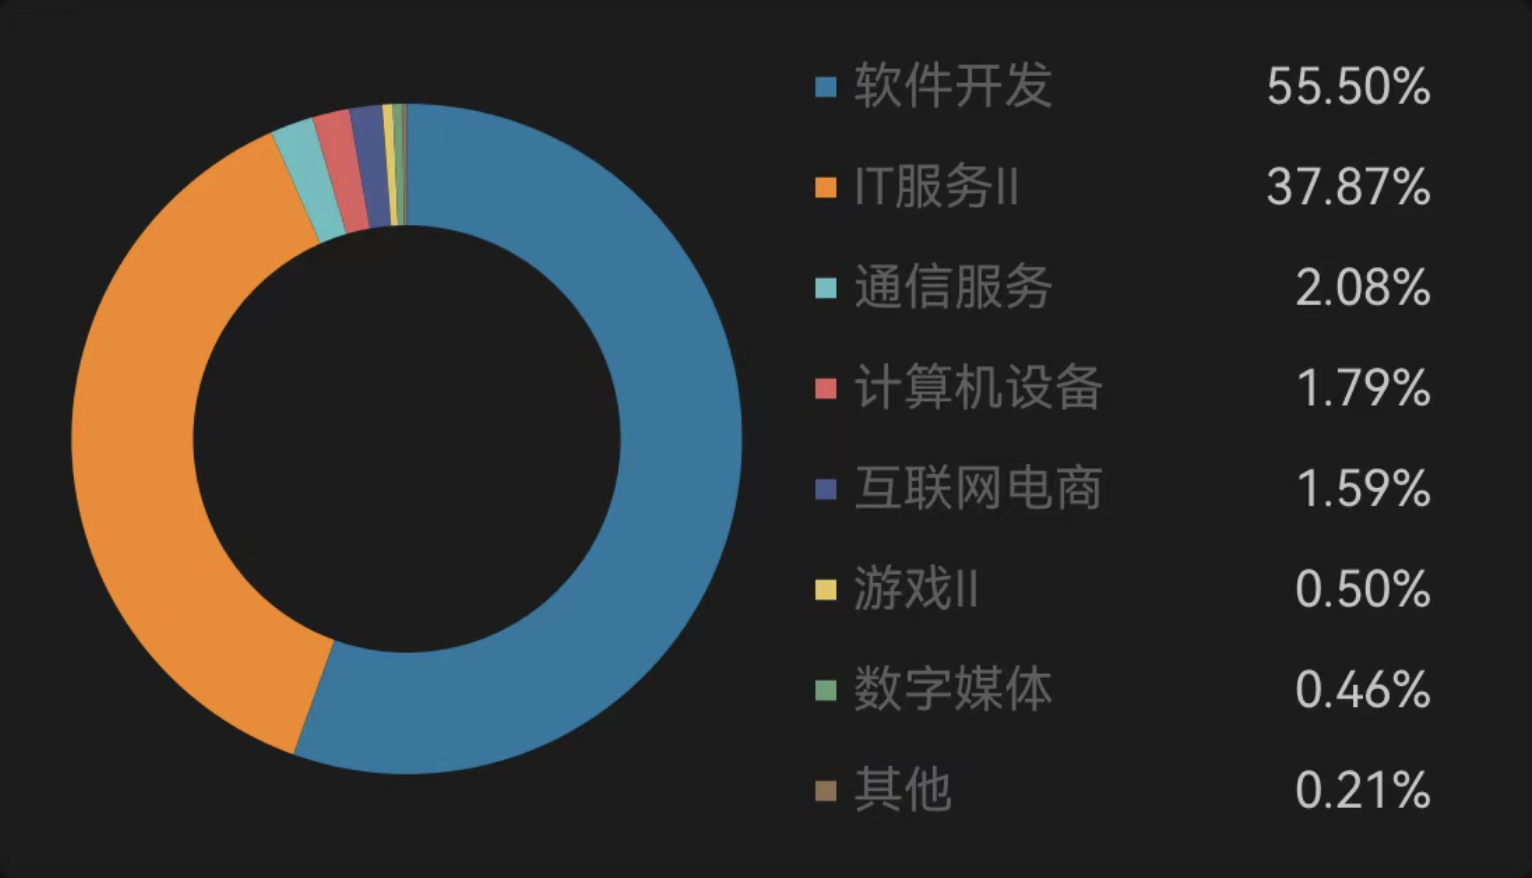 软件开发 55.50%
IT服务II 37.87%
通信服务 2.08%
计算机设备 1.79%
互联网电商 1.59%
游戏II 0.50%
数字媒体 0.46%
其他 0.21%